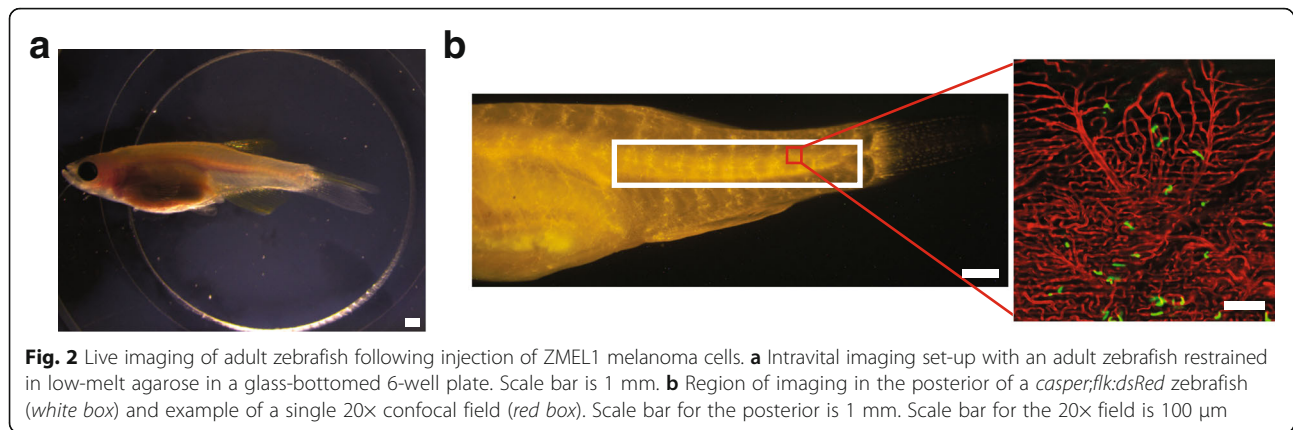 a
b
Fig. 2 Live imaging of adult zebrafish following injection of ZMEL1 melanoma cells. a Intravital imaging set-up with an adult zebrafish restrained
in low-melt agarose in a glass-bottomed 6-well plate. Scale bar is 1 mm. b Region of imaging in the posterior of a casper;flk:dsRed zebrafish
(white box) and example of a single 20× confocal field (red box). Scale bar for the posterior is 1 mm. Scale bar for the 20× field is 100 μm